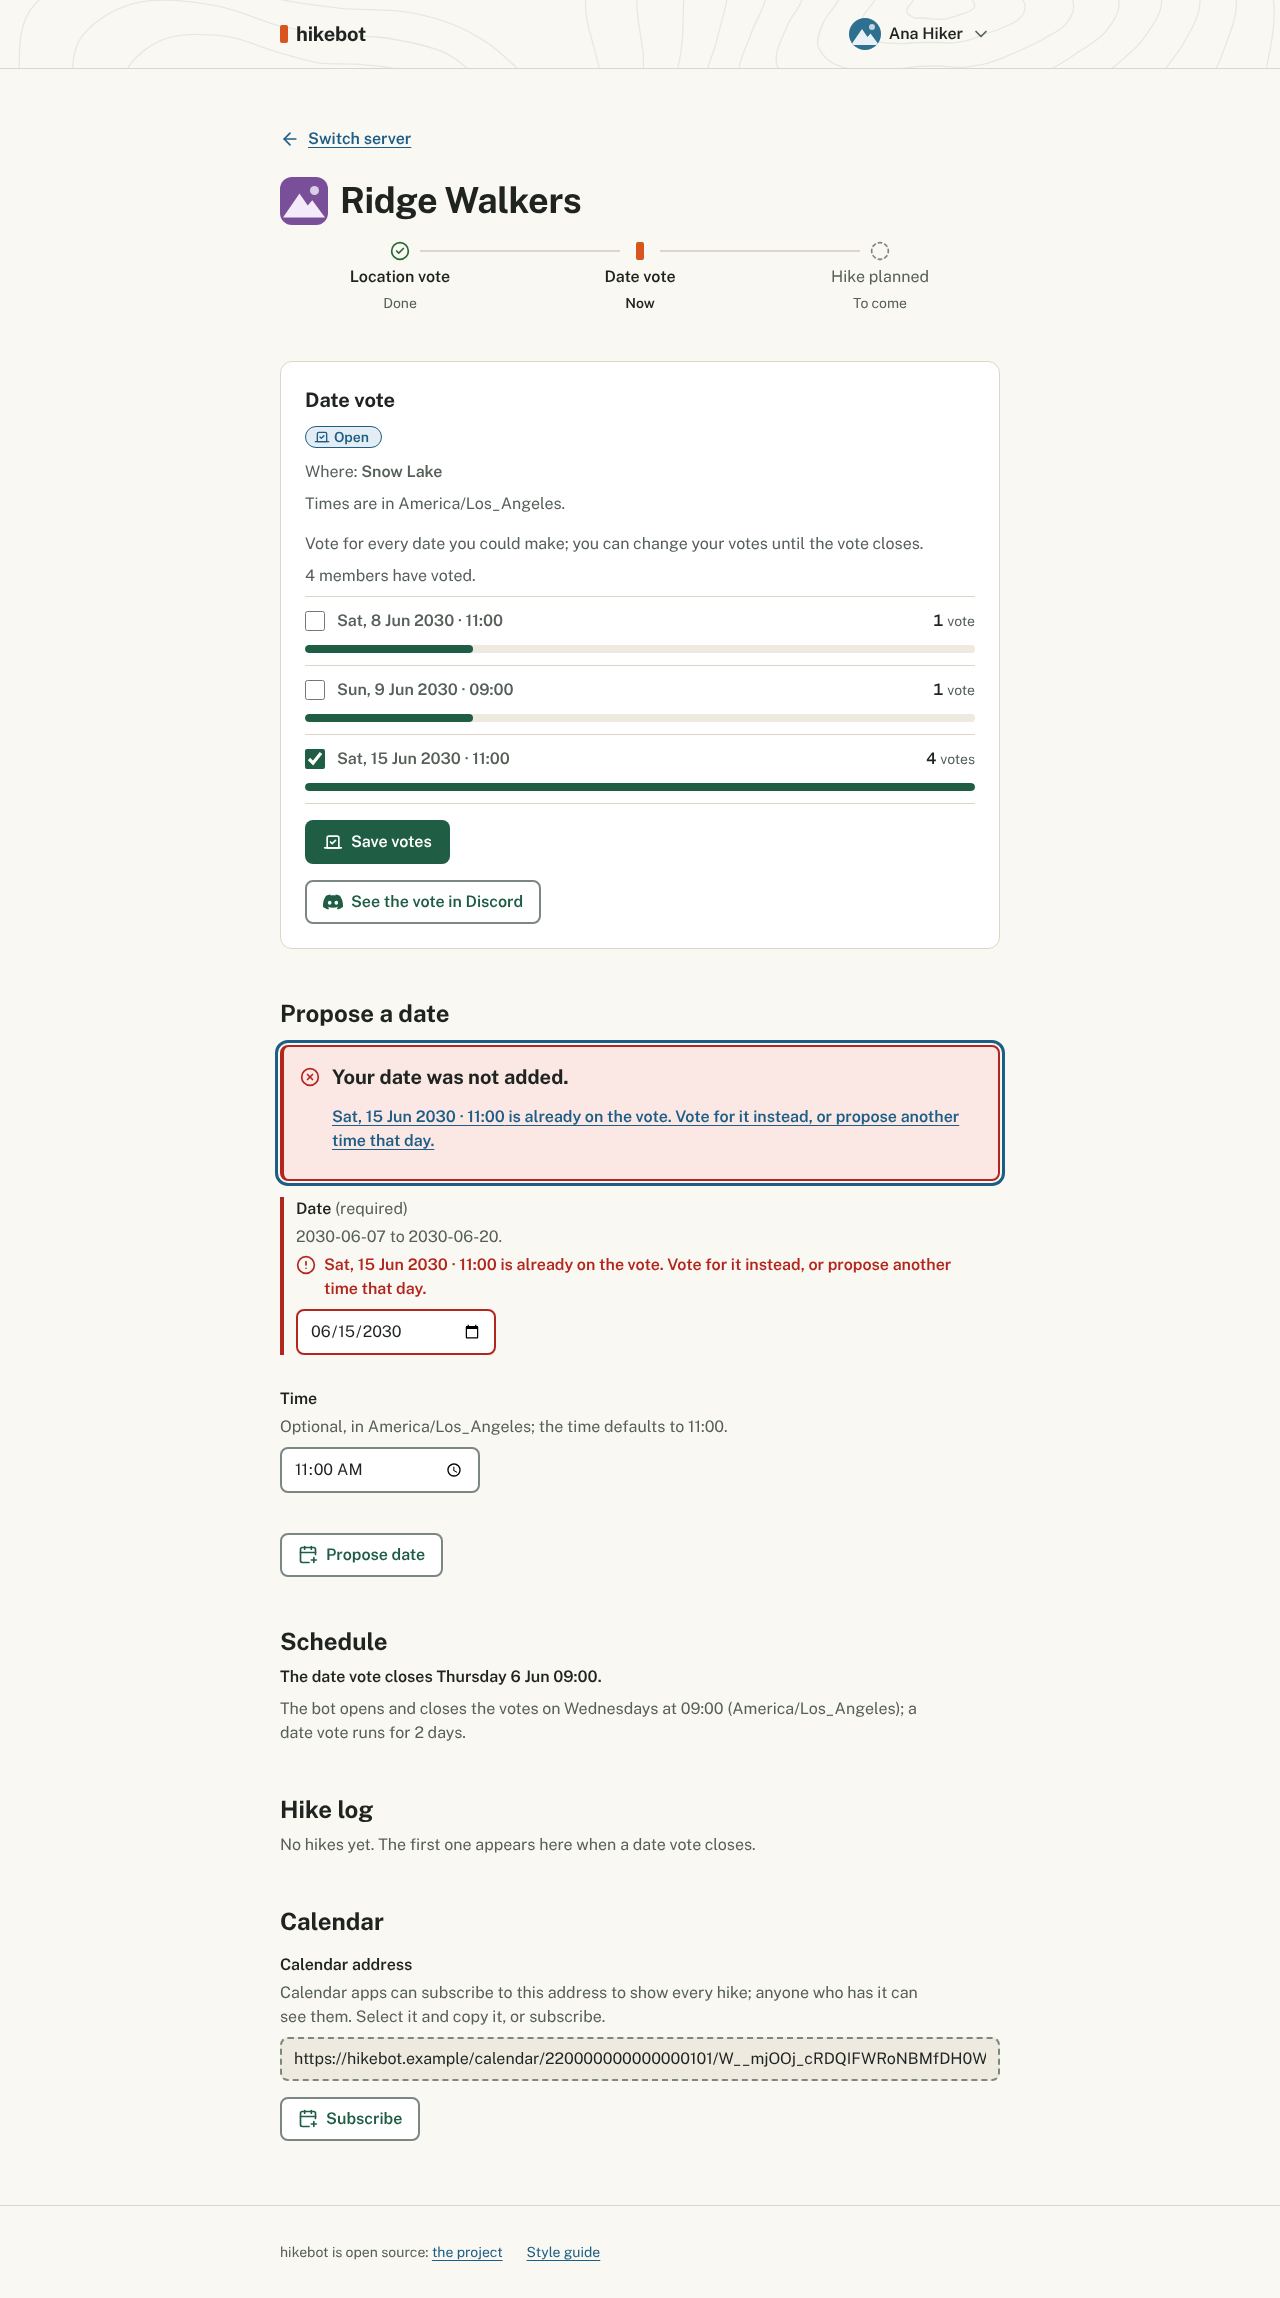 hikebot
Ana Hiker
Switch server
Ridge Walkers
Location vote
Done
Date vote
Now
Hike planned
To come
Date vote
Open
Where: Snow Lake
Times are in America/Los_Angeles.
Vote for every date you could make; you can change your votes until the vote closes.
4 members have voted.
Sat, 8 Jun 2030 · 11:00 1 vote
Sun, 9 Jun 2030 · 09:00 1 vote
Sat, 15 Jun 2030 · 11:00 4 votes
Save votes
See the vote in Discord
Propose a date
Your date was not added.
Sat, 15 Jun 2030 · 11:00 is already on the vote. Vote for it instead, or propose another
time that day.
Date (required)
2030-06-07 to 2030-06-20.
Sat, 15 Jun 2030 · 11:00 is already on the vote. Vote for it instead, or propose another
time that day.
06/15/2030
Time
Optional, in America/Los_Angeles; the time defaults to 11:00.
11:00 AM
Propose date
Schedule
The date vote closes Thursday 6 Jun 09:00.
The bot opens and closes the votes on Wednesdays at 09:00 (America/Los_Angeles); a
date vote runs for 2 days.
Hike log
No hikes yet. The first one appears here when a date vote closes.
Calendar
Calendar address
Calendar apps can subscribe to this address to show every hike; anyone who has it can
see them. Select it and copy it, or subscribe.
https://hikebot.example/calendar/220000000000000101/W__mjOOj_cRDQIFWRoNBMfDH0W
Subscribe
hikebot is open source: the project Style guide